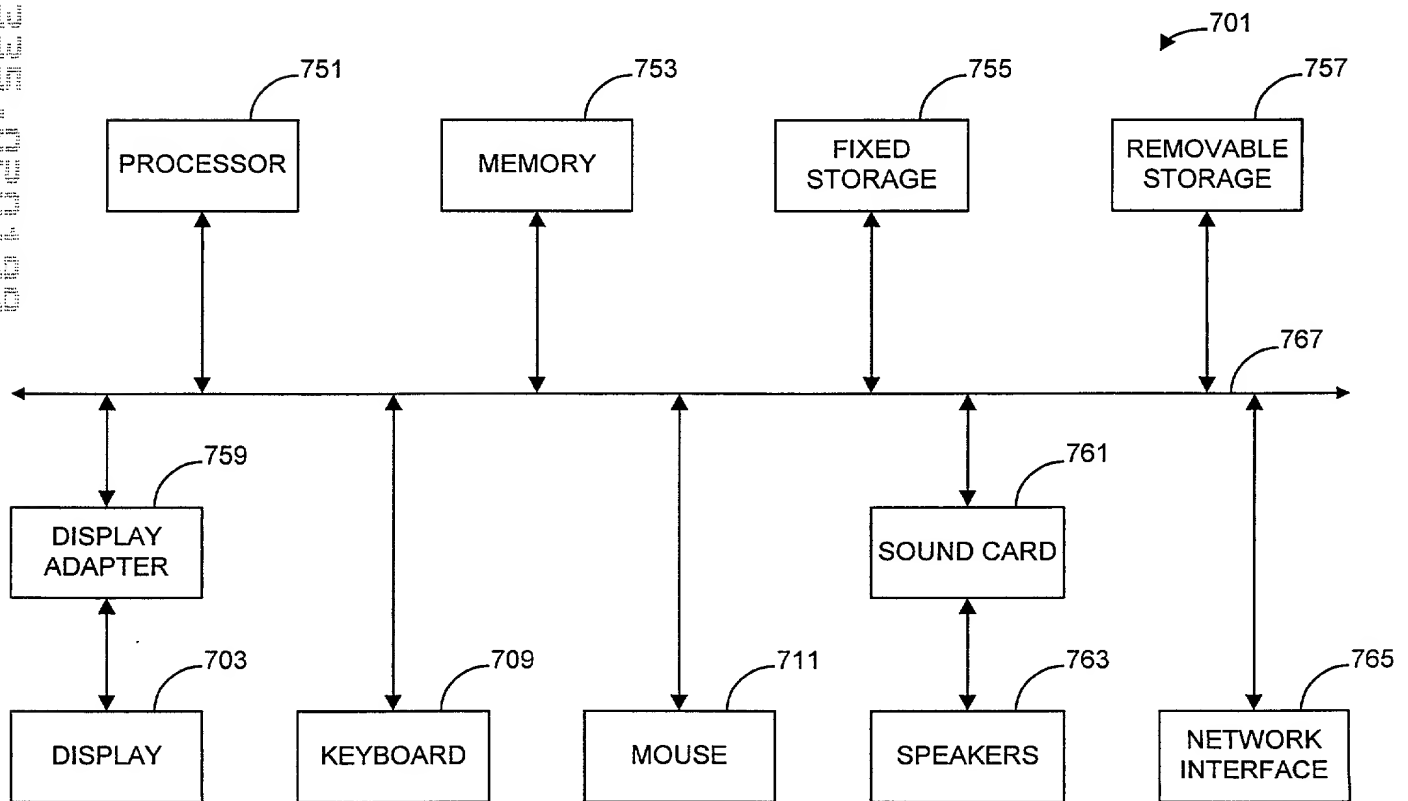 701
751
753
755
757
PROCESSOR
MEMORY
FIXED
STORAGE
REMOVABLE
STORAGE
767
759
761
DISPLAY
ADAPTER
SOUND CARD
703
709
711
763
765
DISPLAY
KEYBOARD
MOUSE
SPEAKERS
NETWORK
INTERFACE